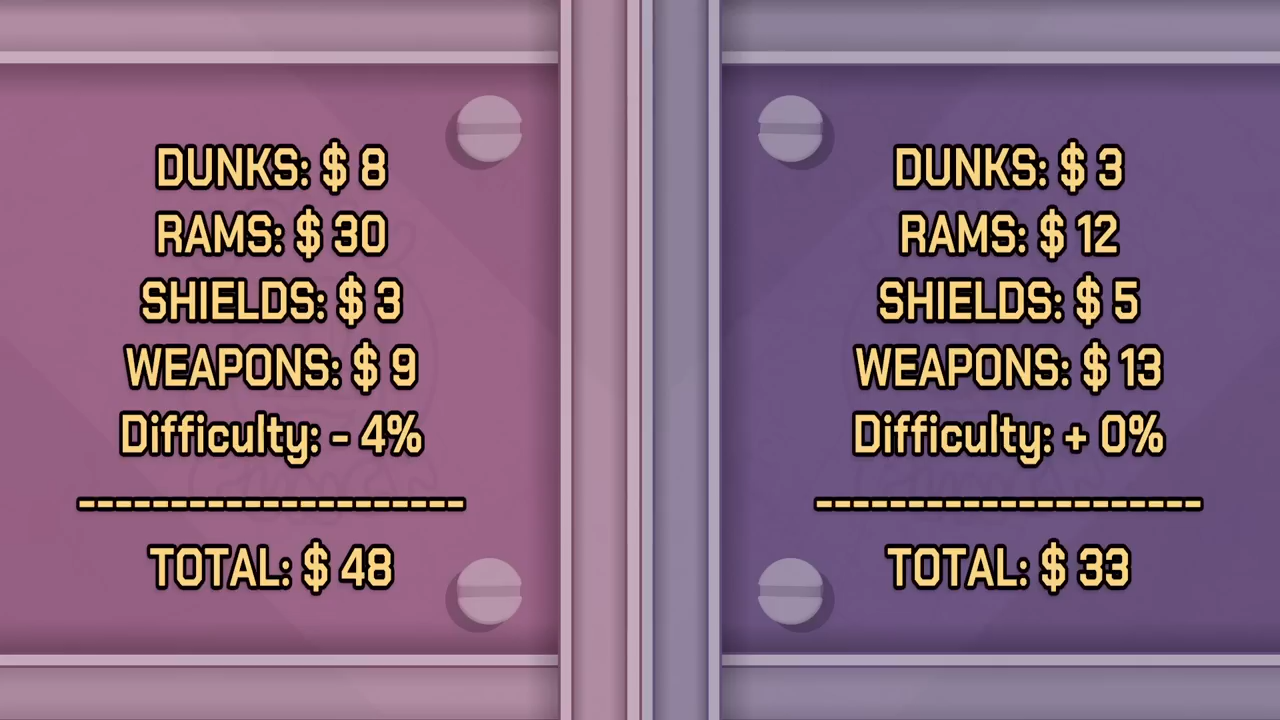 DUNKS: $ 8
RAMS: $ 30
SHIELDS: $ 3
WEAPONS: $ 9
Difficulty: - 4%
--------------------
TOTAL: $ 48
DUNKS: $ 3
RAMS: $ 12
SHIELDS: $ 5
WEAPONS: $ 13
Difficulty: + 0%
--------------------
TOTAL: $ 33